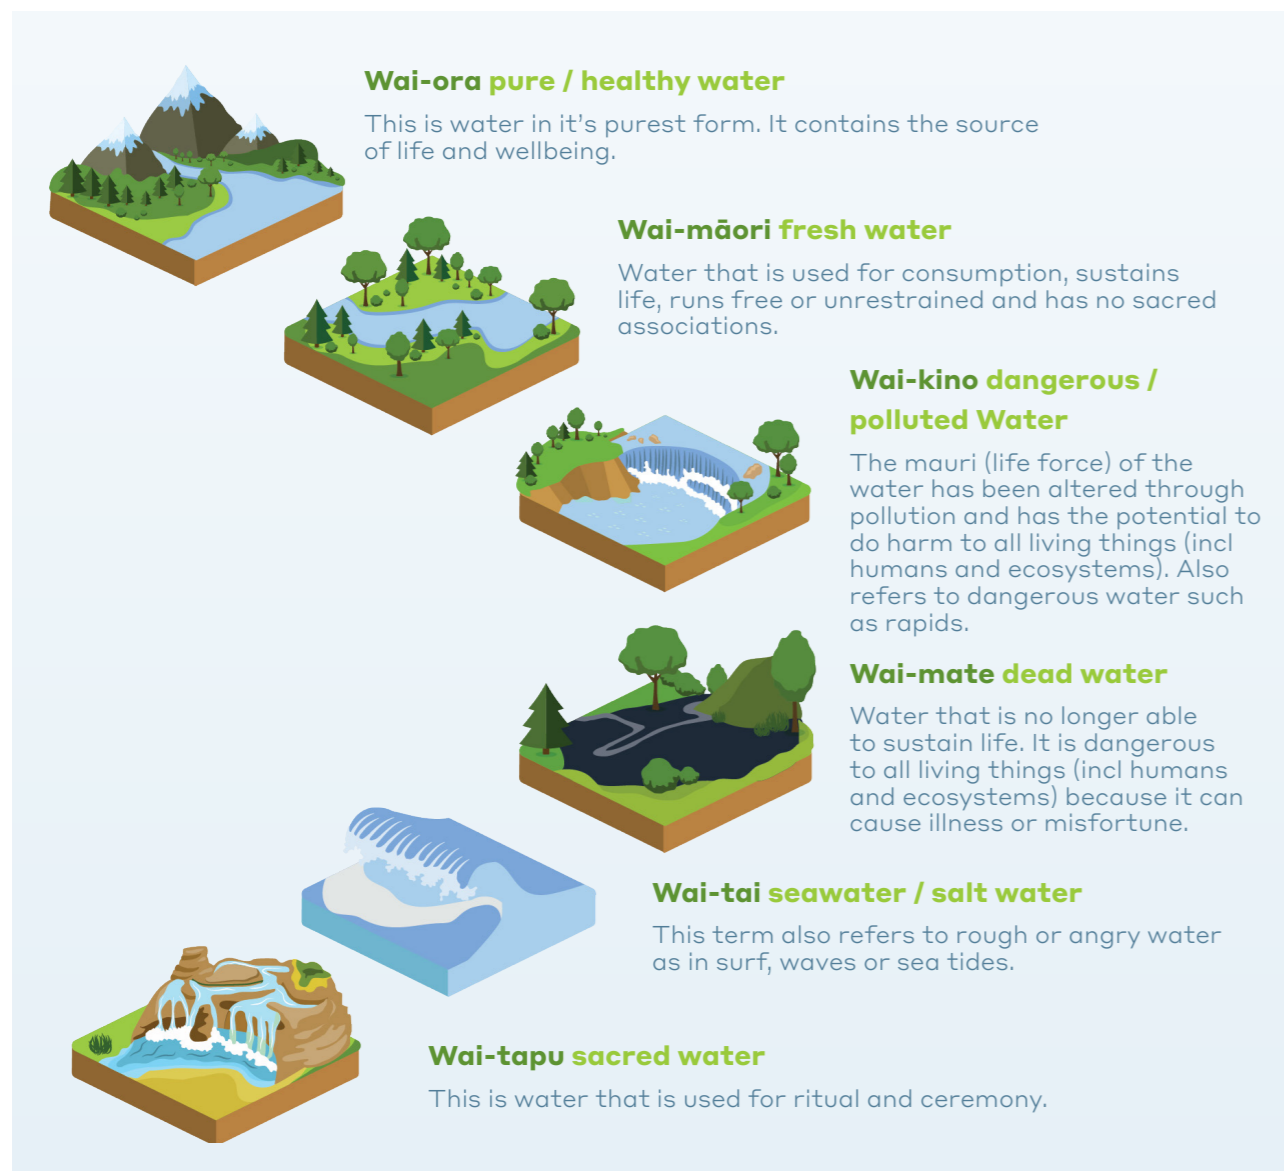 Wai-ora pure / healthy water
This is water in it's purest form. It contains the source
of life and wellbeing.
Wai-māori fresh water
Water that is used for consumption, sustains
life, runs free or unrestrained and has no sacred
associations.
Wai-kino dangerous /
polluted Water
The mauri (life force) of the
water has been altered through
pollution and has the potential to
do harm to all living things (incl
humans and ecosystems). Also
refers to dangerous water such
as rapids.
Wai-mate dead water
Water that is no longer able
to sustain life. It is dangerous
to all living things (incl humans
and ecosystems) because it can
cause illness or misfortune.
Wai-tai seawater / salt water
This term also refers to rough or angry water
as in surf, waves or sea tides.
Wai-tapu sacred water
This is water that is used for ritual and ceremony.